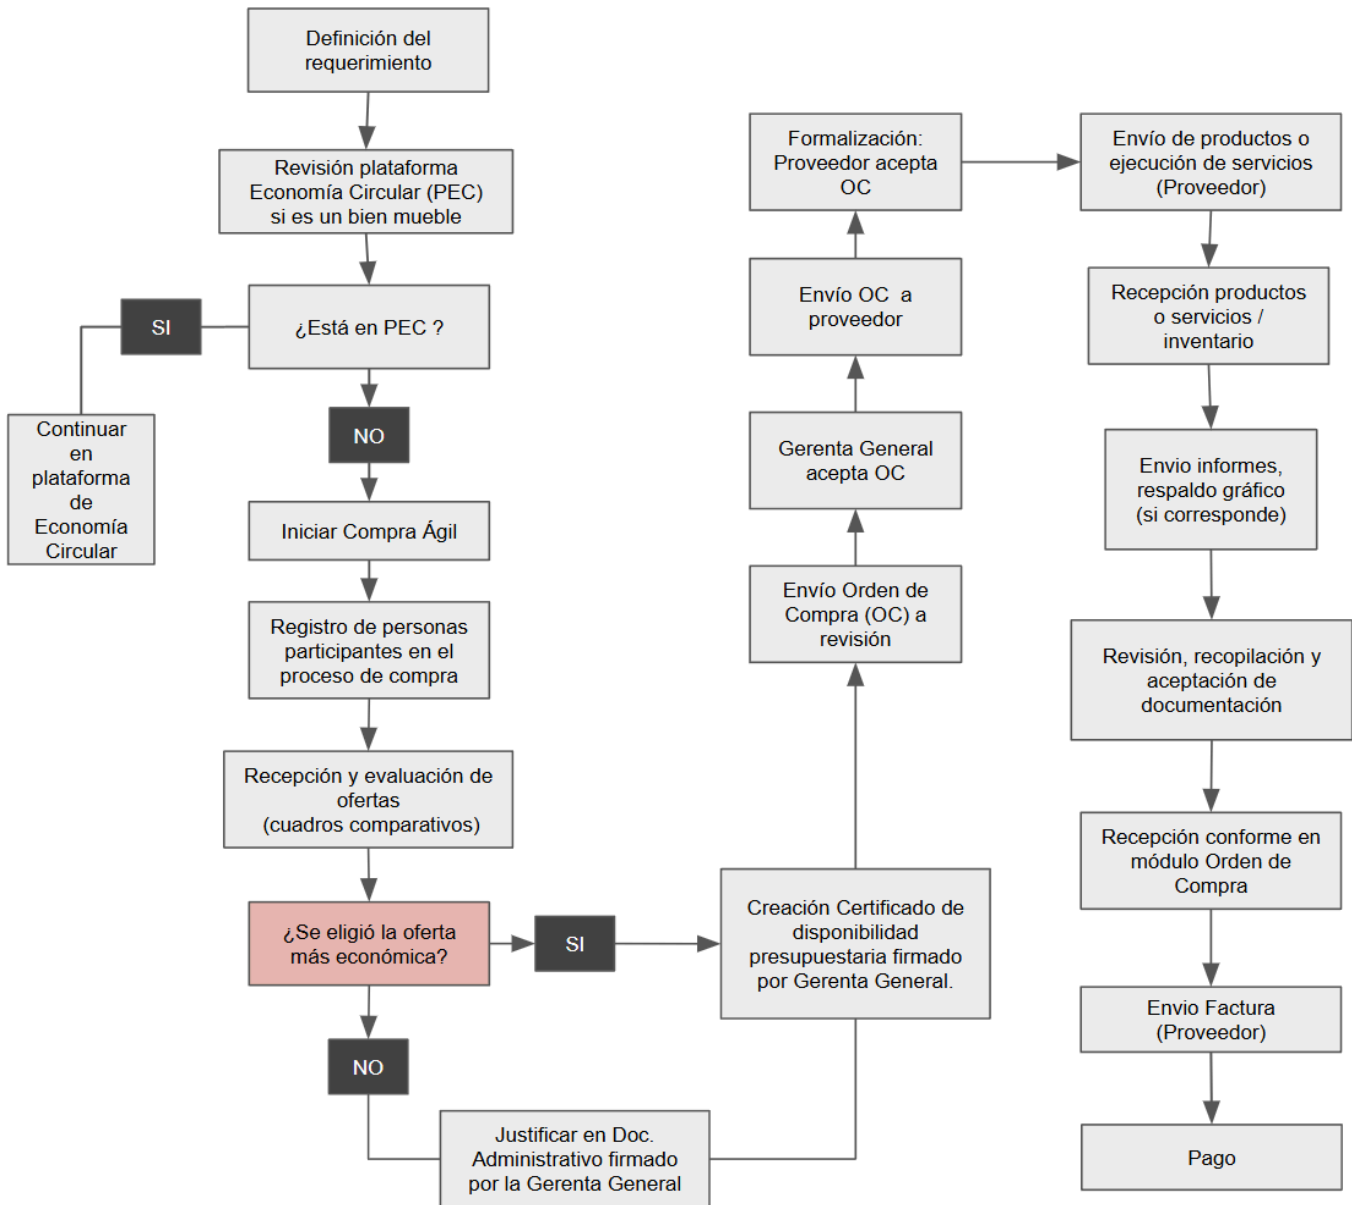 Definición del
requerimiento
Revisión plataforma
Economía Circular (PEC)
si es un bien mueble
¿Está en PEC ?
SI
NO
Continuar
en
plataforma
de
Economía
Circular
Iniciar Compra Ágil
Registro de personas
participantes en el
proceso de compra
Recepción y evaluación de
ofertas
(cuadros comparativos)
¿Se eligió la oferta
más económica?
SI
NO
Justificar en Doc.
Administrativo firmado
por la Gerenta General
Creación Certificado de
disponibilidad
presupuestaria firmado
por Gerenta General.
Envío Orden de
Compra (OC) a
revisión
Gerenta General
acepta OC
Envío OC a
proveedor
Formalización:
Proveedor acepta
OC
Envío de productos o
ejecución de servicios
(Proveedor)
Recepción productos
o servicios /
inventario
Envio informes,
respaldo gráfico
(si corresponde)
Revisión, recopilación y
aceptación de
documentación
Recepción conforme en
módulo Orden de
Compra
Envio Factura
(Proveedor)
Pago